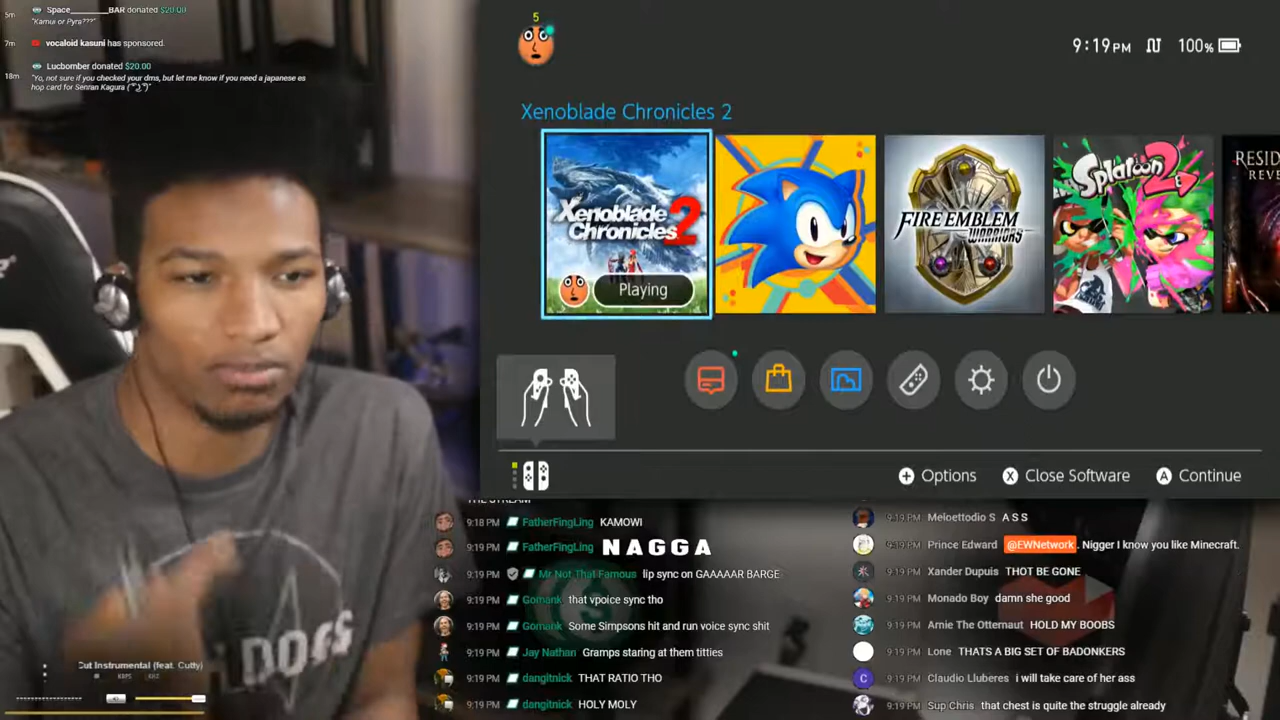 5m
Space________BAR donated $20.00
"Kamui or Pyra???"
7m
vocaloid kasuni has sponsored.
18m
Lucbomber donated $20.00
"Yo, not sure if you checked your dms, but let me know if you need a japanese es
hop card for Senran Kagura ( ͡° ͜ʖ ͡°)"
5
9:19 PM
100%
Xenoblade Chronicles 2
Xenoblade
Chronicles 2
Playing
FIRE EMBLEM
WARRIORS
Splatoon 2
RESID
REVE
Options
X Close Software
A Continue
THE STREAM
9:18 PM FatherFingLing KAMOWI
9:19 PM FatherFingLing NAGGA
9:19 PM Mr Not That Famous lip sync on GAAAAAR BARGE
9:19 PM Gomank that vpoice sync tho
9:19 PM Gomank Some Simpsons hit and run voice sync shit
9:19 PM Jay Nathan Gramps staring at them titties
9:19 PM dangitnick THAT RATIO THO
9:19 PM dangitnick HOLY MOLY
9:19 PM Meloettodio S A S S
9:19 PM Prince Edward @EWNetwork . Nigger I know you like Minecraft.
9:19 PM Xander Dupuis THOT BE GONE
9:19 PM Monado Boy damn she good
9:19 PM Arnie The Otternaut HOLD MY BOOBS
9:19 PM Lone THATS A BIG SET OF BADONKERS
9:19 PM Claudio Lluberes i will take care of her ass
9:19 PM Sup Chris that chest is quite the struggle already
Cut Instrumental (feat. Cutty)
KBPS
KHZ